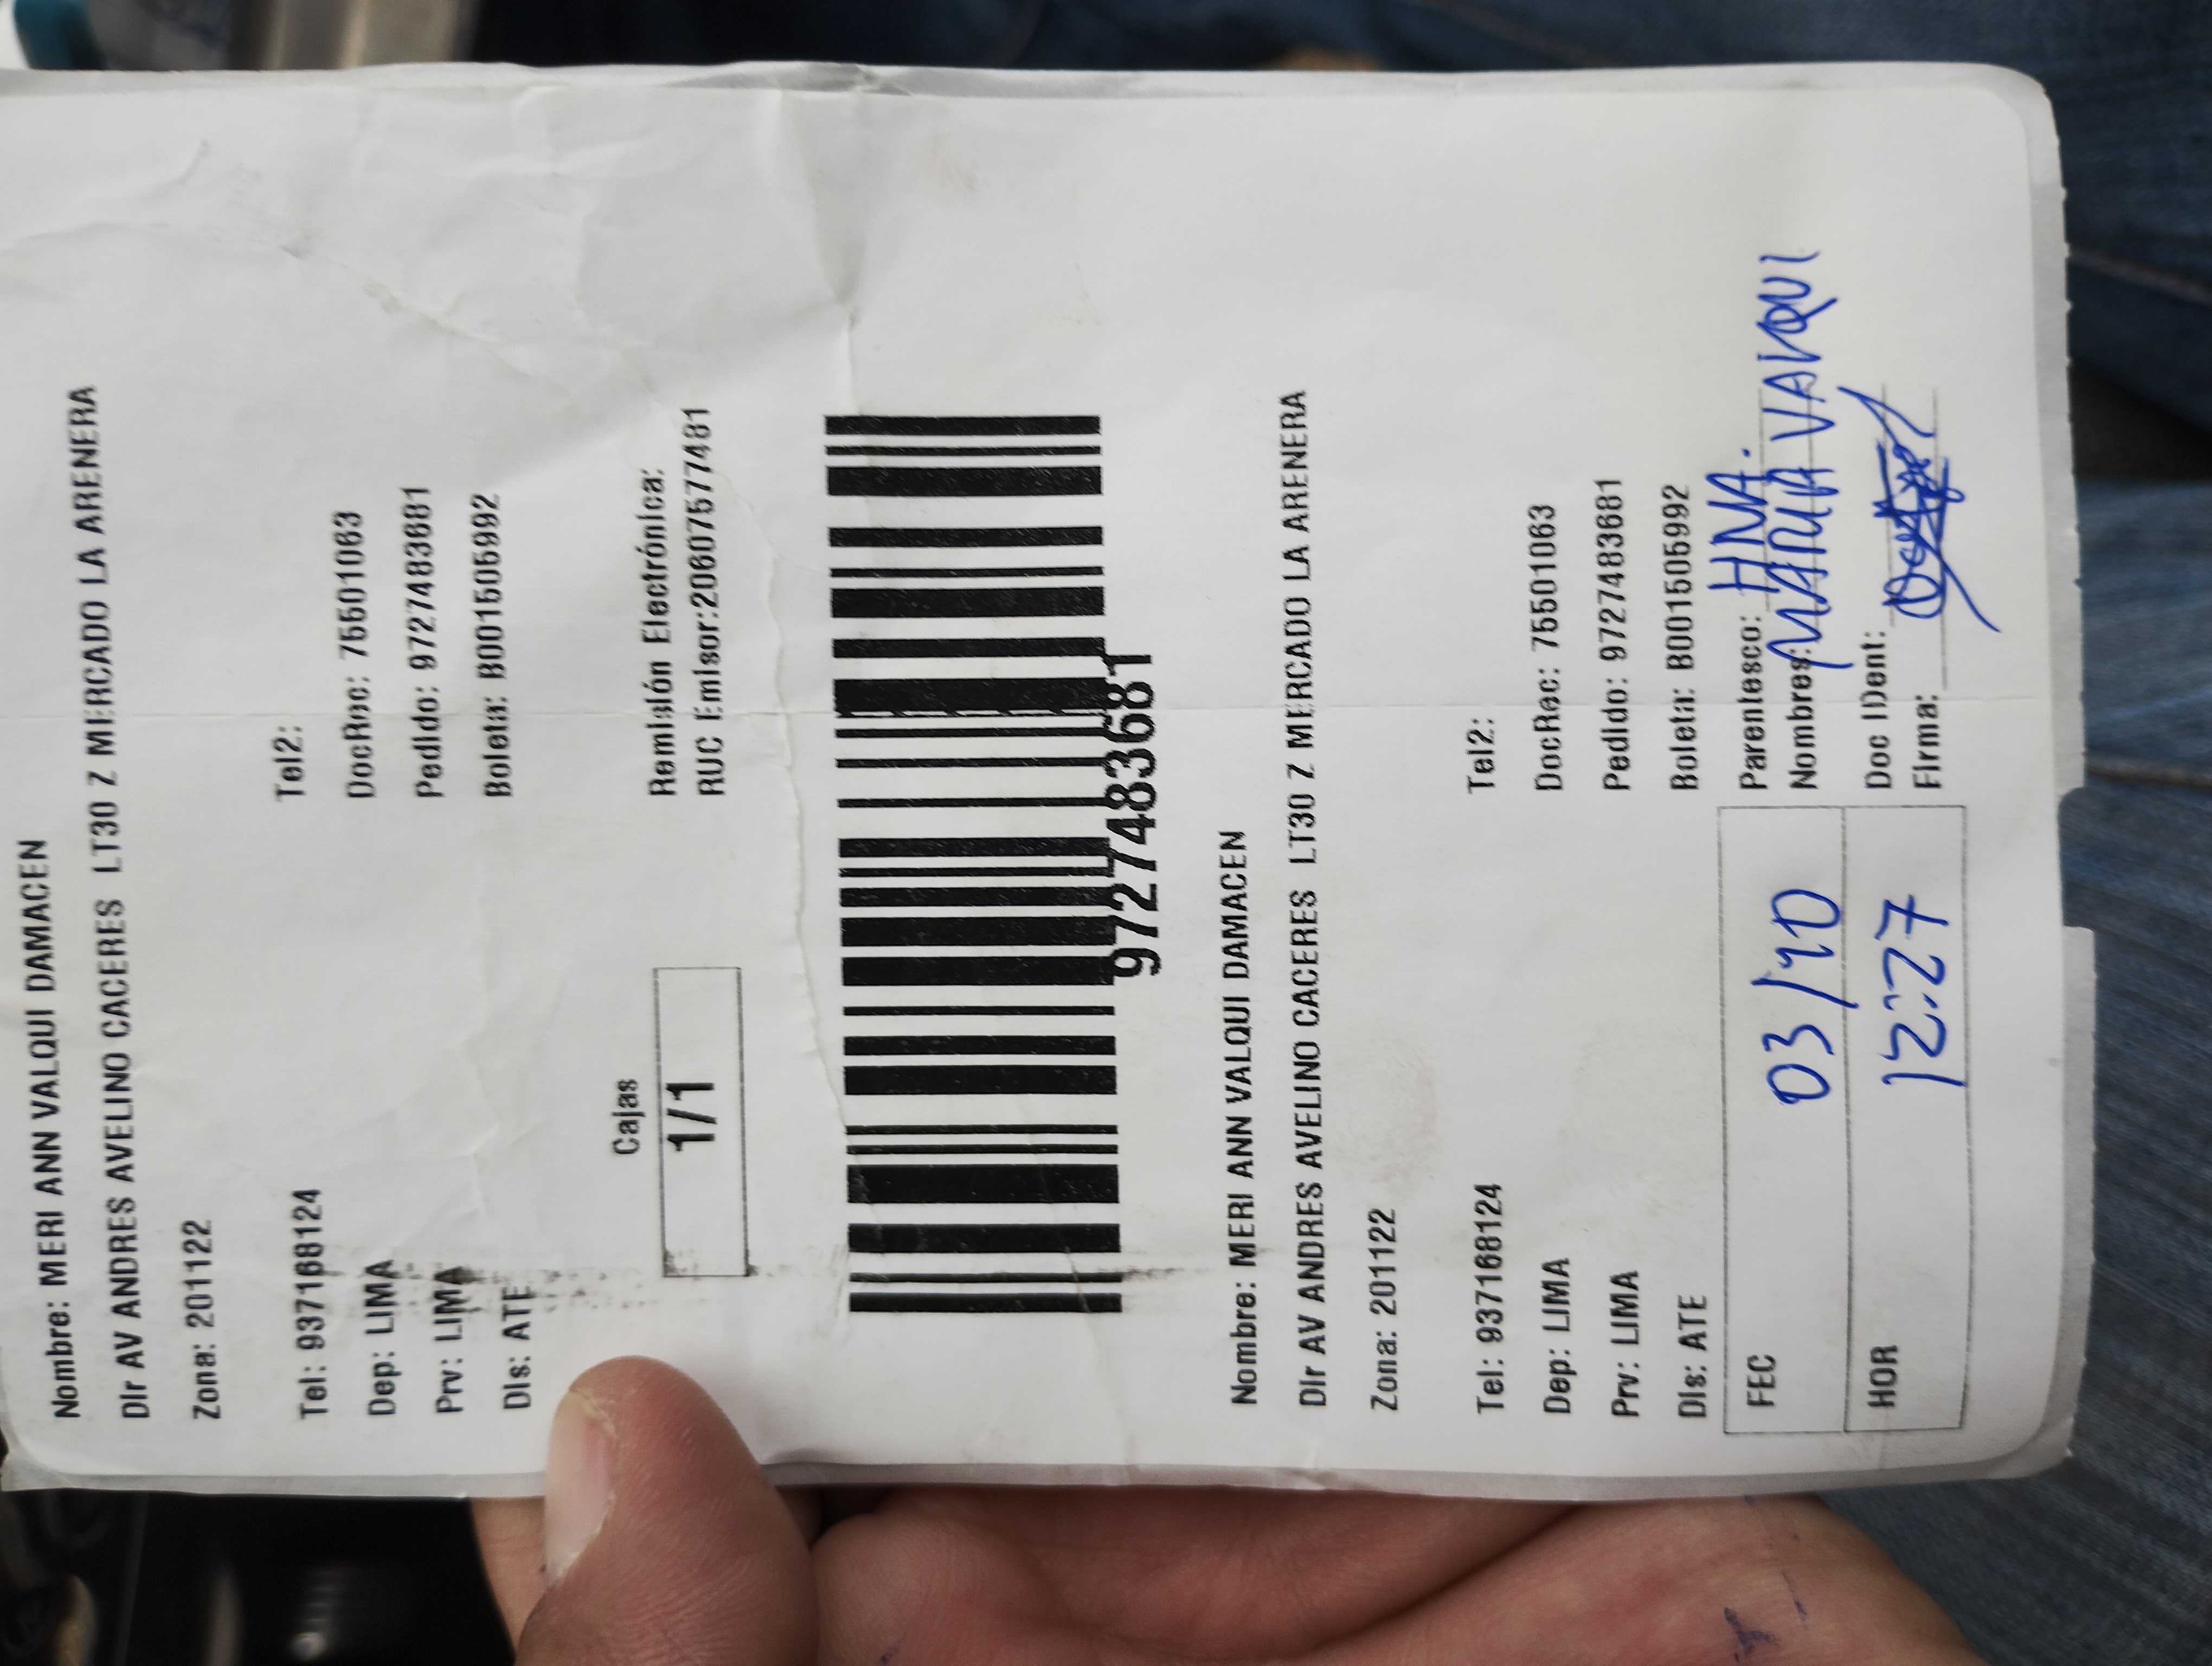 Nombre: MERI ANN VALQUI DAMACEN
Dir AV ANDRES AVELINO CACERES LT30 Z MERCADO LA ARENERA
Zona: 201122
Tel: 937168124 Tel2:
Dep: LIMA DocRec: 75501063
Prv: LIMA Pedido: 9727483681
Dis: ATE Boleta: B001505992
Cajas Remisión Electrónica:
1/1 RUC Emisor:20607577481
9727483681
Nombre: MERI ANN VALQUI DAMACEN
Dir AV ANDRES AVELINO CACERES LT30 Z MERCADO LA ARENERA
Zona: 201122
Tel: 937168124 Tel2:
Dep: LIMA DocRec: 75501063
Prv: LIMA Pedido: 9727483681
Dis: ATE Boleta: B001505992
FEC 03/10 Parentesco: HNA.
Nombres: MARIA VALQUI
HOR 12:27 Doc IDent:
Firma: